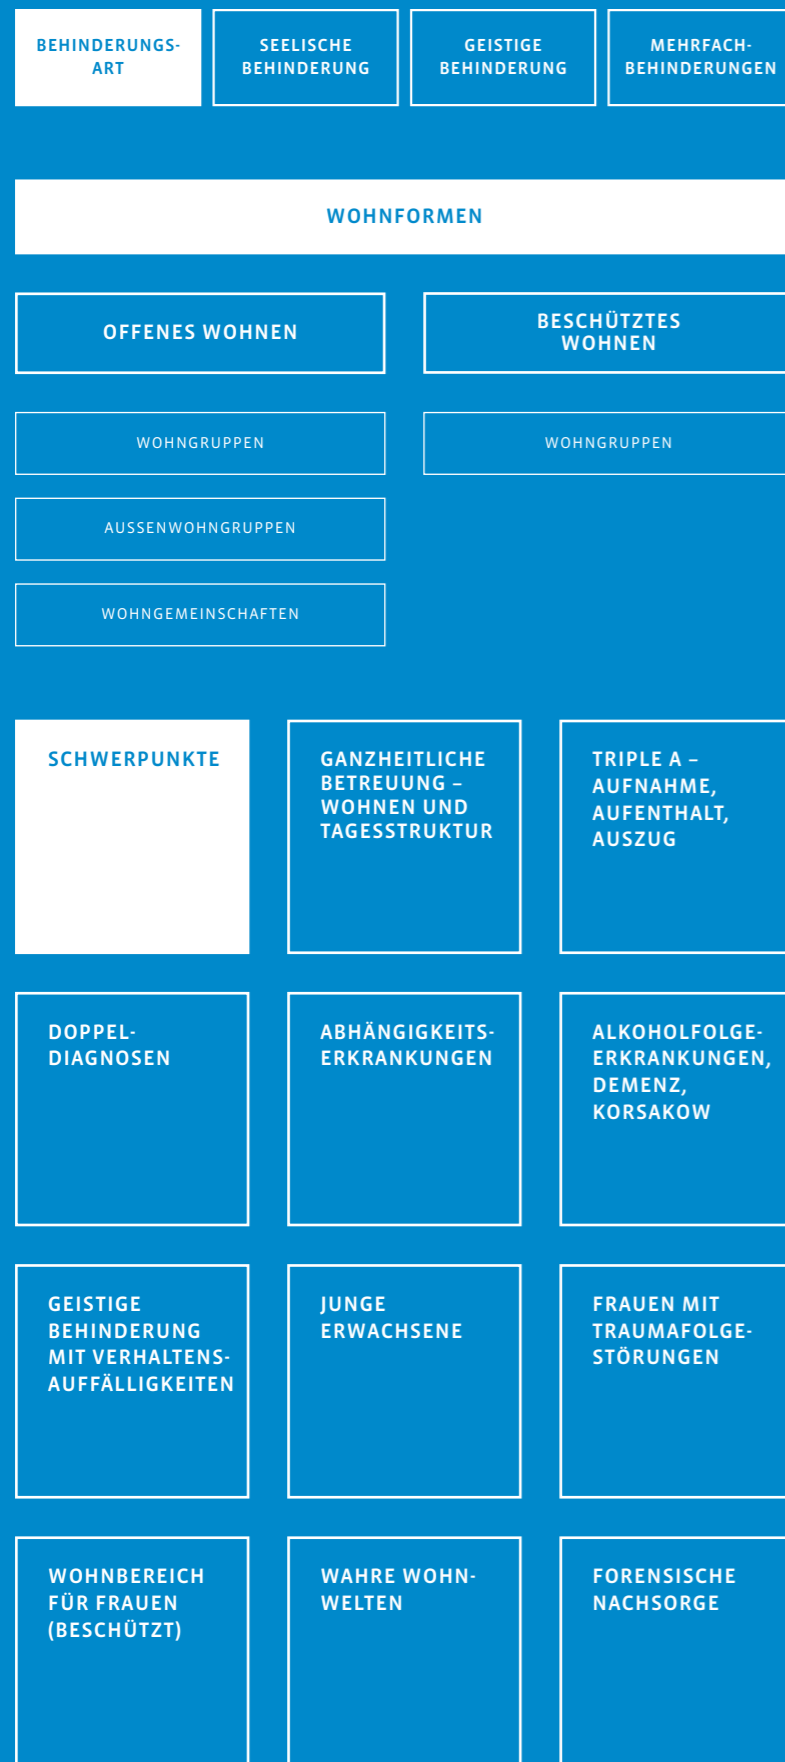 BEHINDERUNGS-
ART
SEELISCHE
BEHINDERUNG
GEISTIGE
BEHINDERUNG
MEHRFACH-
BEHINDERUNGEN
WOHNFORMEN
OFFENES WOHNEN
BESCHÜTZTES
WOHNEN
WOHNGRUPPEN
WOHNGRUPPEN
AUSSENWOHNGRUPPEN
WOHNGEMEINSCHAFTEN
SCHWERPUNKTE
GANZHEITLICHE
BETREUUNG –
WOHNEN UND
TAGESSTRUKTUR
TRIPLE A –
AUFNAHME,
AUFENTHALT,
AUSZUG
DOPPEL-
DIAGNOSEN
ABHÄNGIGKEITS-
ERKRANKUNGEN
ALKOHOLFOLGE-
ERKRANKUNGEN,
DEMENZ,
KORSAKOW
GEISTIGE
BEHINDERUNG
MIT VERHALTENS-
AUFFÄLLIGKEITEN
JUNGE
ERWACHSENE
FRAUEN MIT
TRAUMAFOLGE-
STÖRUNGEN
WOHNBEREICH
FÜR FRAUEN
(BESCHÜTZT)
WAHRE WOHN-
WELTEN
FORENSISCHE
NACHSORGE